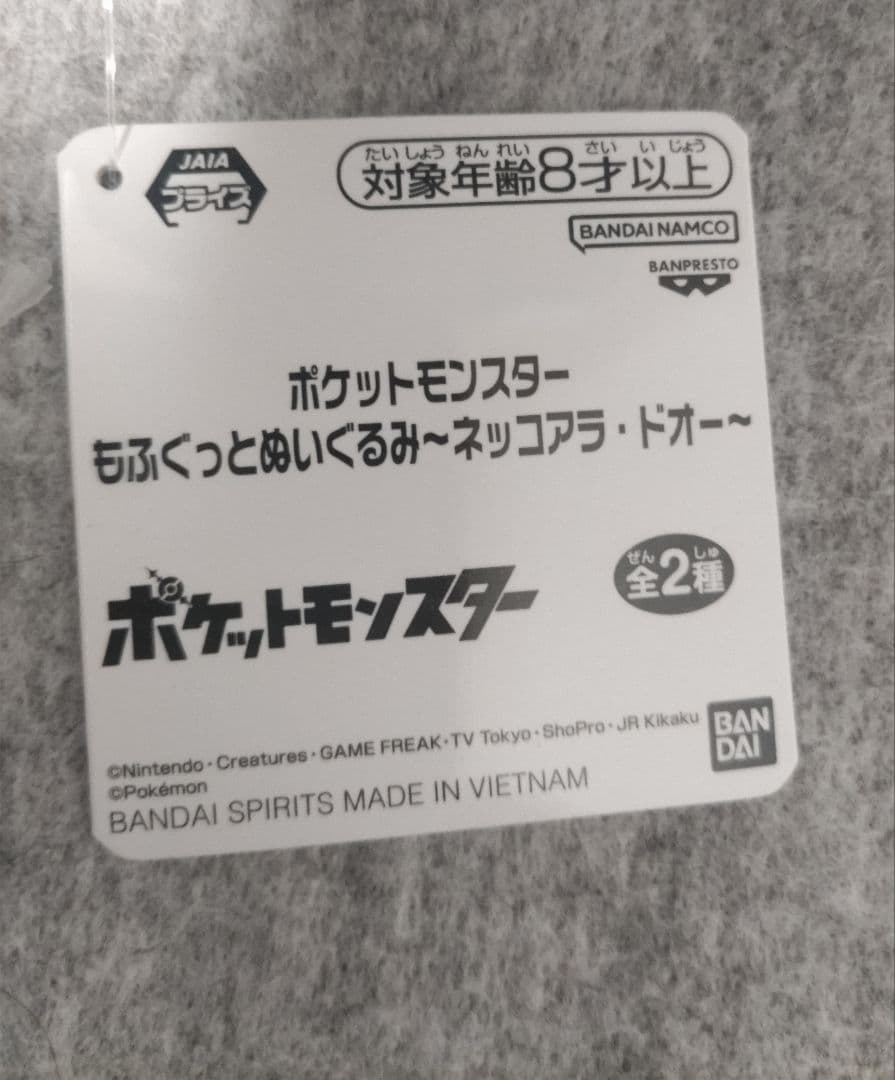 JAIA
プライズ
たいしょうねんれい さいいじょう
対象年齢8才以上
BANDAI NAMCO
BANPRESTO
ポケットモンスター
もふぐっとぬいぐるみ～ネッコアラ・ドオー～
ポケットモンスター
ぜん しゅ
全2種
©Nintendo・Creatures・GAME FREAK・TV Tokyo・ShoPro・JR Kikaku
©Pokémon
BANDAI SPIRITS MADE IN VIETNAM
BAN
DAI